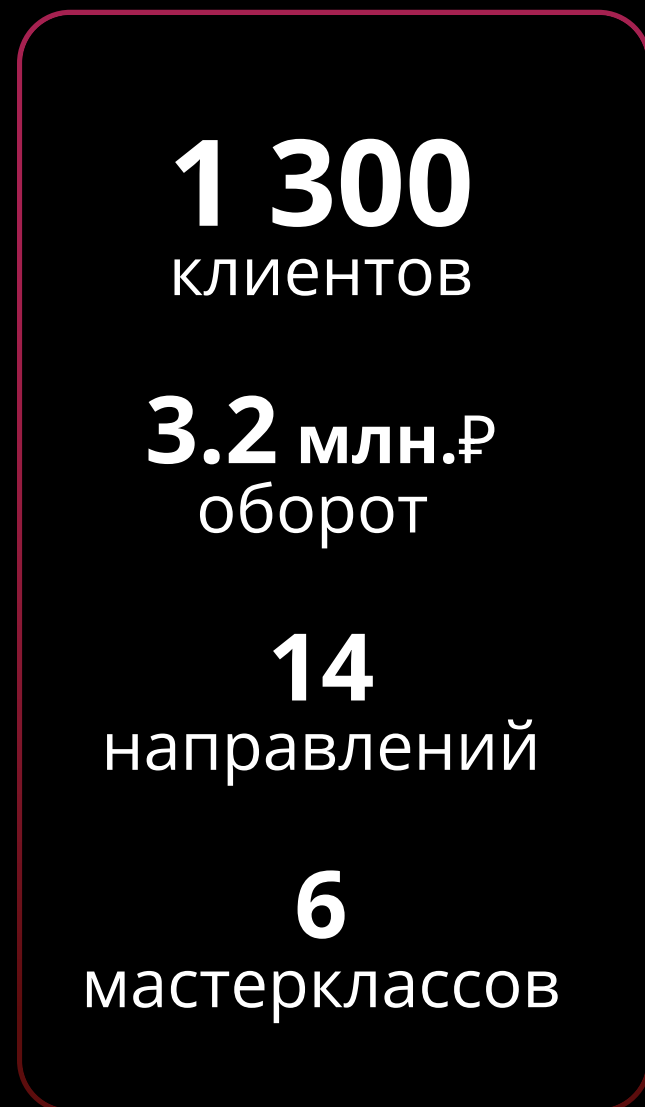 1 300
клиентов
3.2 млн.₽
оборот
14
направлений
6
мастерклассов